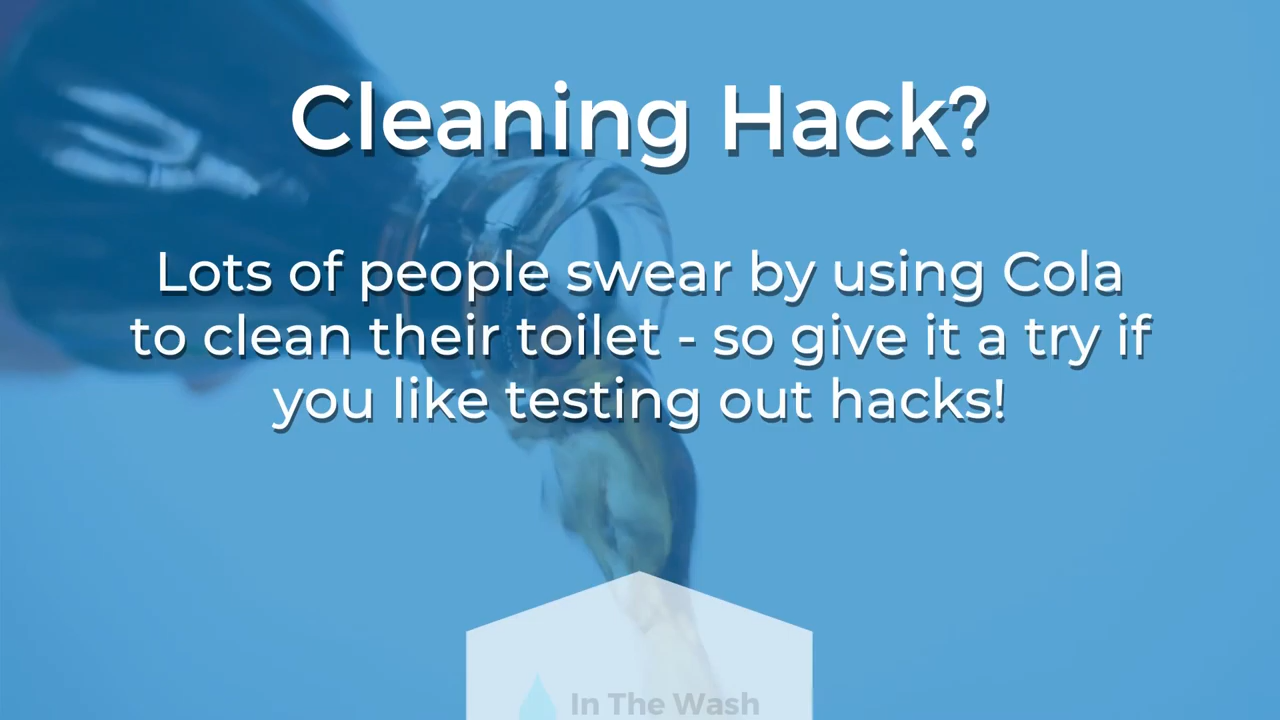 Cleaning Hack?
Lots of people swear by using Cola
to clean their toilet - so give it a try if
you like testing out hacks!
In The Wash